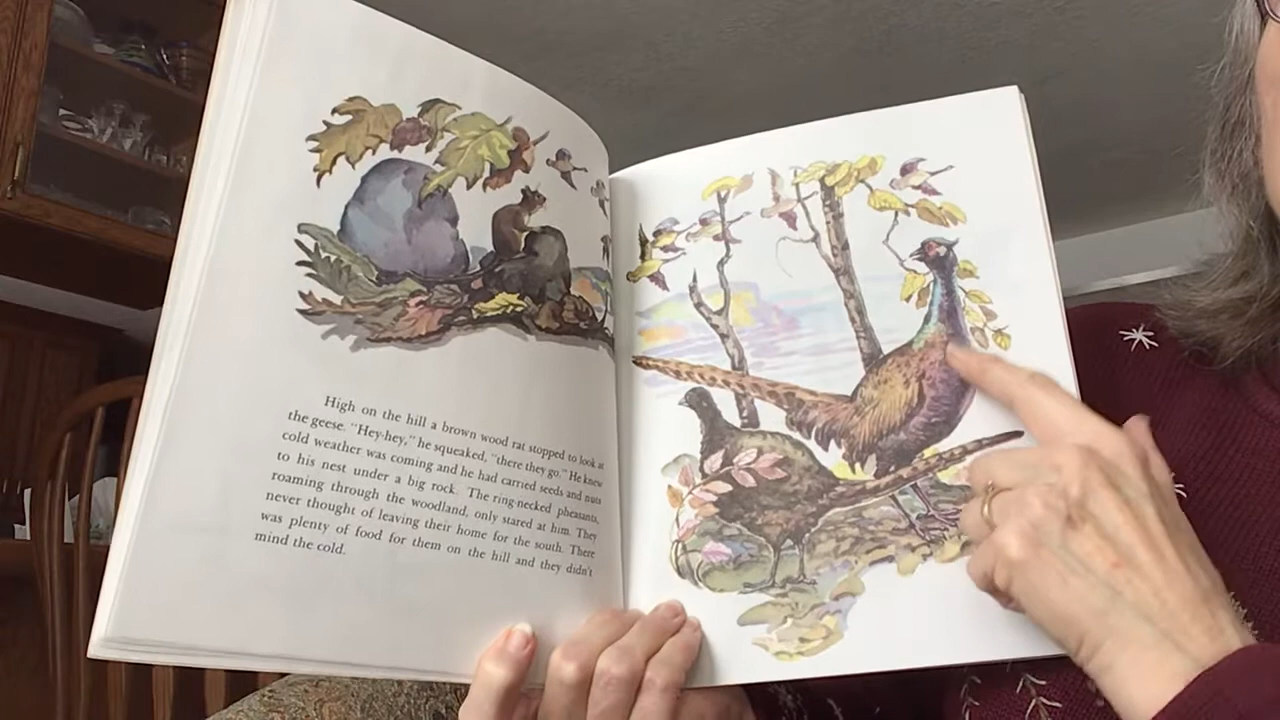 High on the hill a brown wood rat stopped to look at
the geese. "Hey-hey," he squeaked, "there they go." He knew
cold weather was coming and he had carried seeds and nuts
to his nest under a big rock. The ring-necked pheasants,
roaming through the woodland, only stared at him. They
never thought of leaving their home for the south. There
was plenty of food for them on the hill and they didn't
mind the cold.